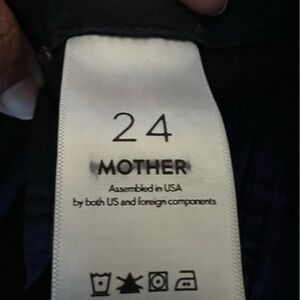 24
MOTHER
Assembled in USA
by both US and foreign components